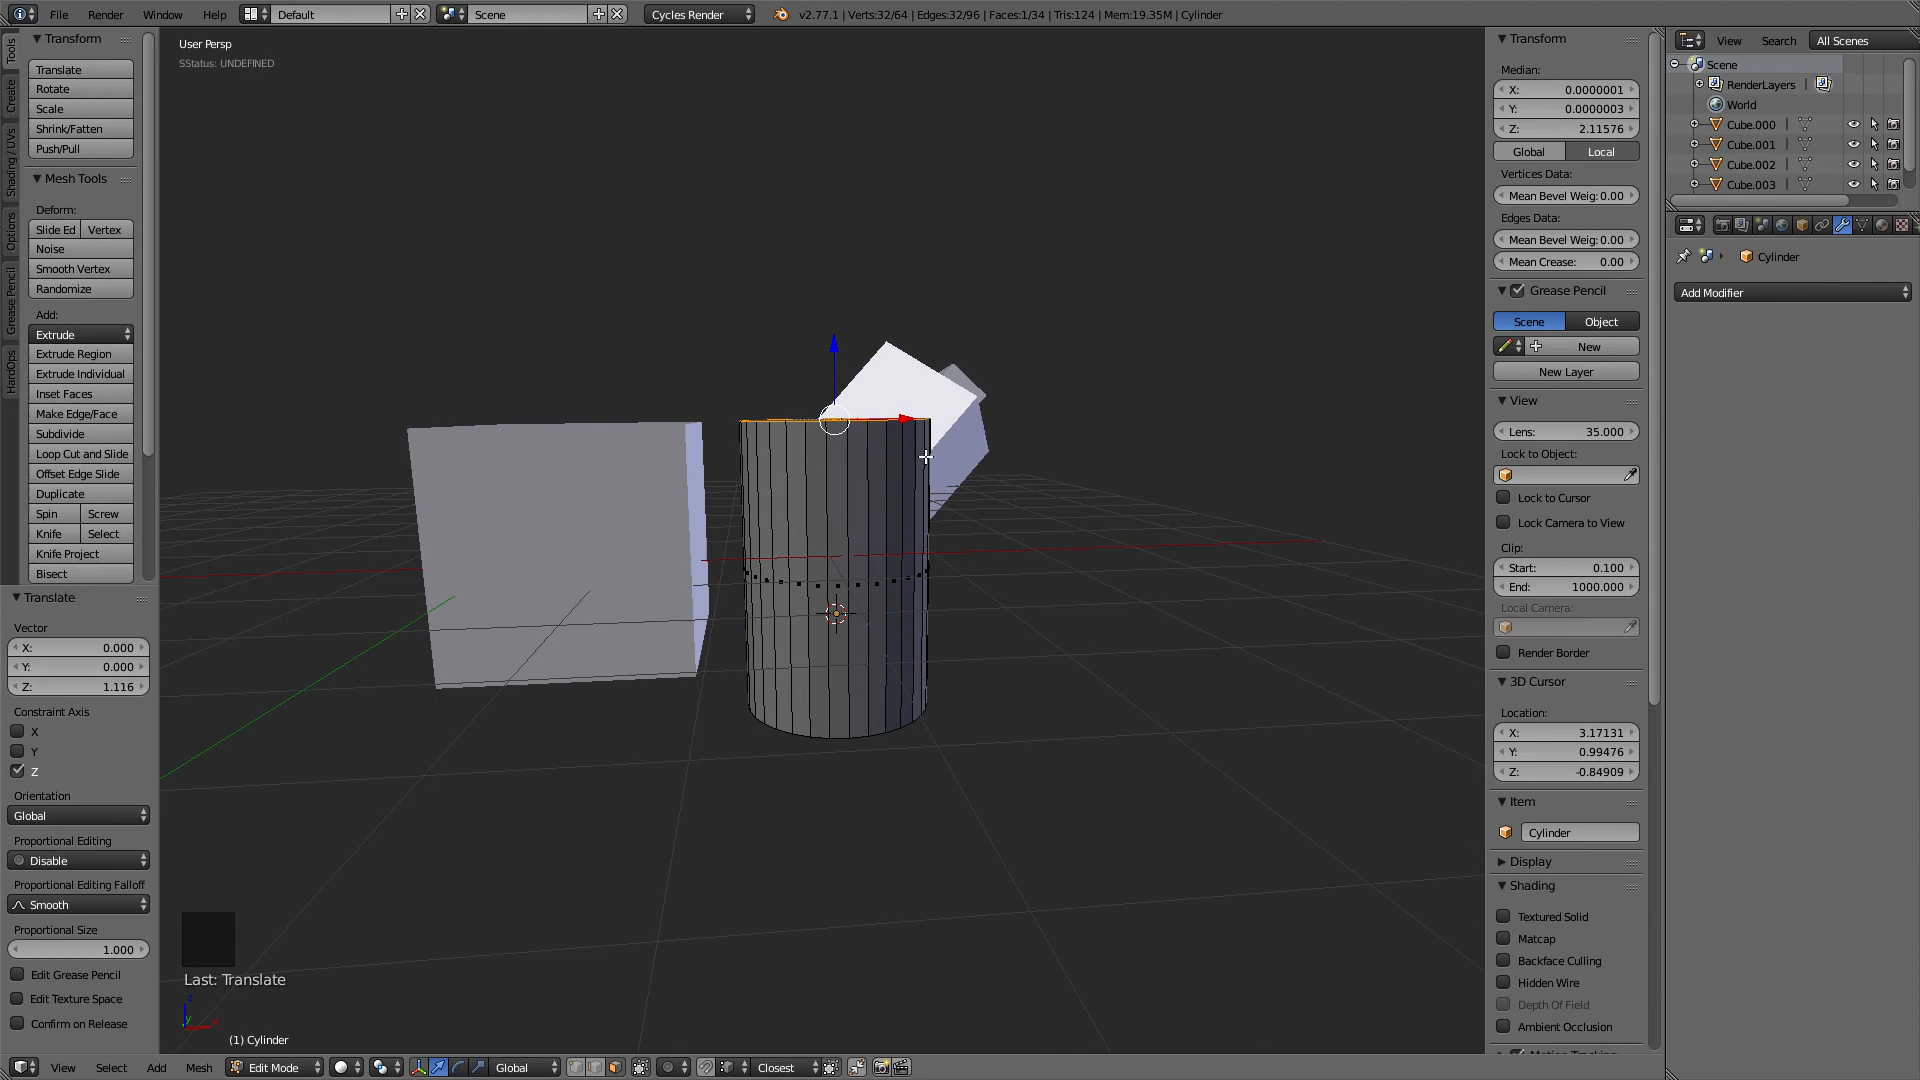 File Render Window Help Default Scene Cycles Render v2.77.1 | Verts:32/64 | Edges:32/96 | Faces:1/34 | Tris:124 | Mem:19.35M | Cylinder
Tools
Create
Shading / UVs
Options
Grease Pencil
HardOps
Transform
Translate
Rotate
Scale
Shrink/Fatten
Push/Pull
Mesh Tools
Deform:
Slide Ed Vertex
Noise
Smooth Vertex
Randomize
Add:
Extrude
Extrude Region
Extrude Individual
Inset Faces
Make Edge/Face
Subdivide
Loop Cut and Slide
Offset Edge Slide
Duplicate
Spin Screw
Knife Select
Knife Project
Bisect
Translate
Vector
X: 0.000
Y: 0.000
Z: 1.116
Constraint Axis
X
Y
Z
Orientation
Global
Proportional Editing
Disable
Proportional Editing Falloff
Smooth
Proportional Size
1.000
Edit Grease Pencil
Edit Texture Space
Confirm on Release
User Persp
SStatus: UNDEFINED
Last: Translate
z
y
x
(1) Cylinder
View Select Add Mesh Edit Mode Global Closest
Transform
Median:
X: 0.0000001
Y: 0.0000003
Z: 2.11576
Global Local
Vertices Data:
Mean Bevel Weig: 0.00
Edges Data:
Mean Bevel Weig: 0.00
Mean Crease: 0.00
Grease Pencil
Scene Object
New
New Layer
View
Lens: 35.000
Lock to Object:
Lock to Cursor
Lock Camera to View
Clip:
Start: 0.100
End: 1000.000
Local Camera:
Render Border
3D Cursor
Location:
X: 3.17131
Y: 0.99476
Z: -0.84909
Item
Cylinder
Display
Shading
Textured Solid
Matcap
Backface Culling
Hidden Wire
Depth Of Field
Ambient Occlusion
View Search All Scenes
Scene
RenderLayers |
World
Cube.000 |
Cube.001 |
Cube.002 |
Cube.003 |
Cylinder
Add Modifier